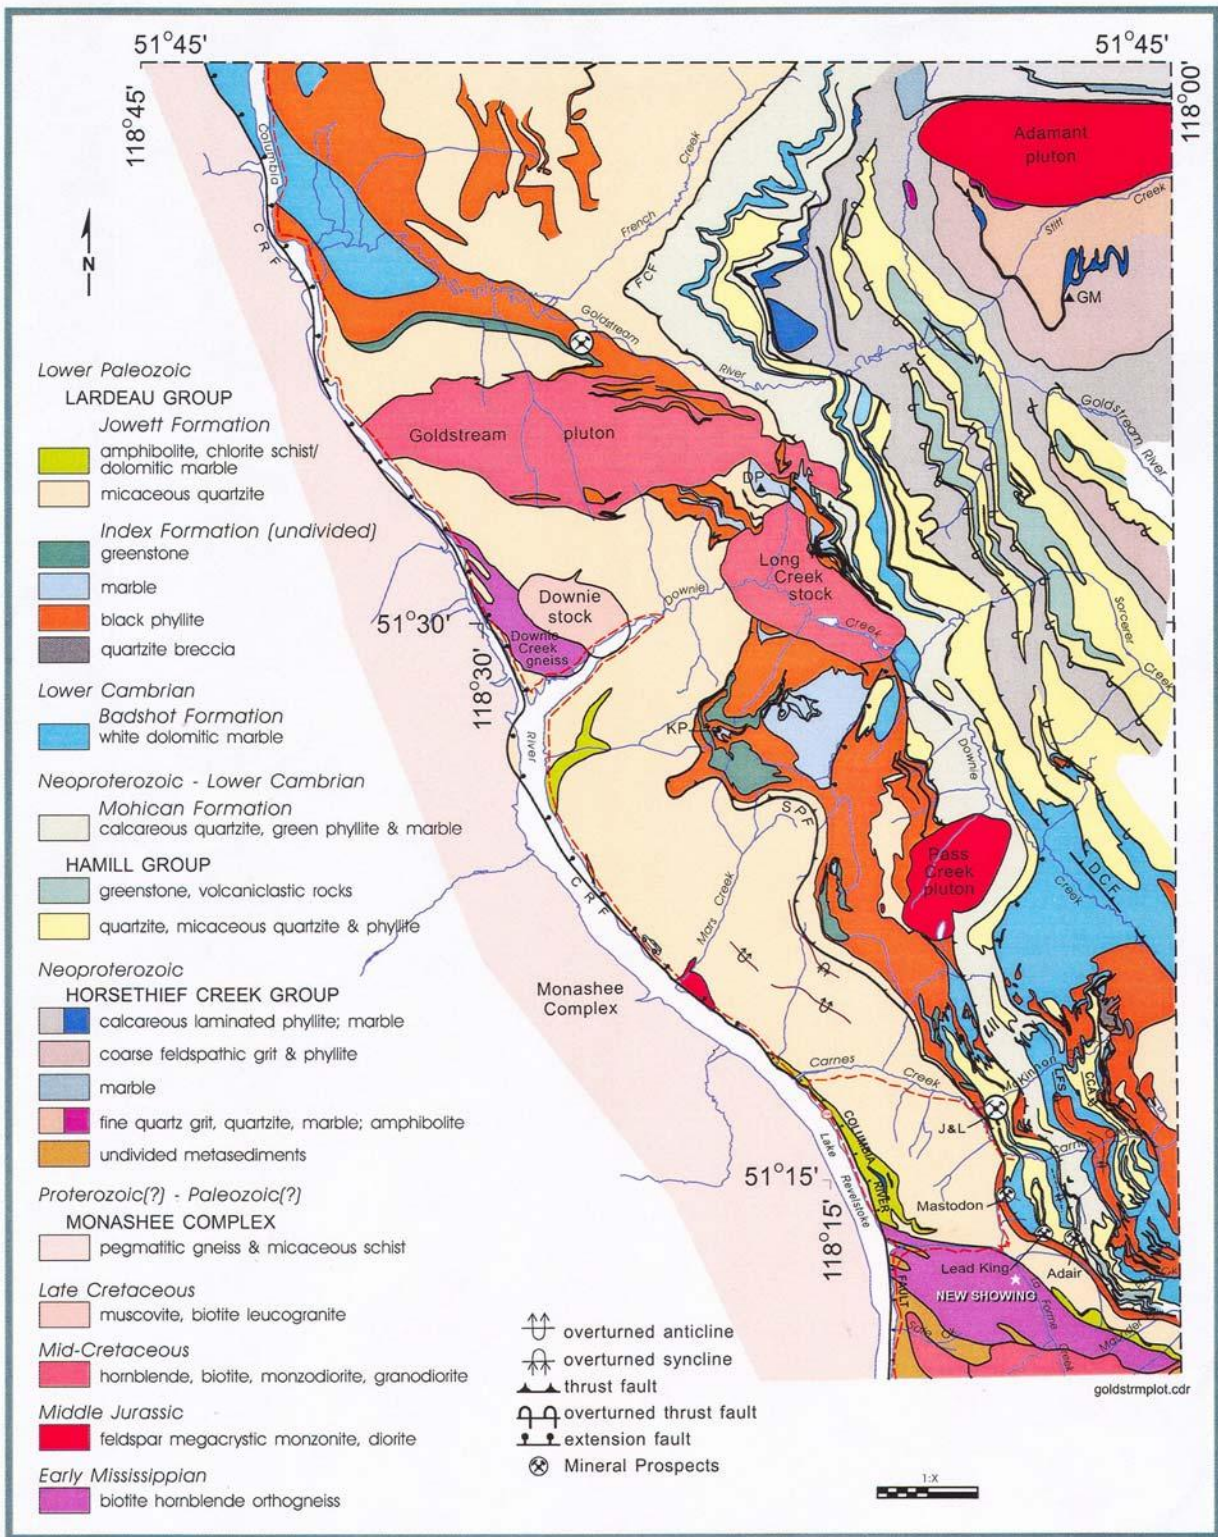 51°45'
51°45'
118°45'
118°00'
Columbia
Adamant
pluton
French
Creek
Stitt
Creek
C R F
N
FCF
GM
Goldstream
River
Goldstream
River
Goldstream pluton
DP
Long
Creek
stock
Downie
Creek
Downie
stock
51°30'
Downie
Creek
gneiss
118°30'
River
KP
Sorcerer
Creek
Downie
Creek
SPF
DCF
Pass
Creek
pluton
C R F
Mars Creek
Monashee
Complex
Carnes
Creek
McKinnon
LFS
CCA
J&L
COLUMBIA
RIVER
FAULT
Lake
Revelstoke
51°15'
118°15'
Mastodon
Lead King
Adair
NEW SHOWING
La Forme
Creek
Lower Paleozoic
LARDEAU GROUP
Jowett Formation
amphibolite, chlorite schist/
dolomitic marble
micaceous quartzite
Index Formation (undivided)
greenstone
marble
black phyllite
quartzite breccia
Lower Cambrian
Badshot Formation
white dolomitic marble
Neoproterozoic - Lower Cambrian
Mohican Formation
calcareous quartzite, green phyllite & marble
HAMILL GROUP
greenstone, volcaniclastic rocks
quartzite, micaceous quartzite & phyllite
Neoproterozoic
HORSETHIEF CREEK GROUP
calcareous laminated phyllite; marble
coarse feldspathic grit & phyllite
marble
fine quartz grit, quartzite, marble; amphibolite
undivided metasediments
Proterozoic(?) - Paleozoic(?)
MONASHEE COMPLEX
pegmatitic gneiss & micaceous schist
Late Cretaceous
muscovite, biotite leucogranite
Mid-Cretaceous
hornblende, biotite, monzodiorite, granodiorite
Middle Jurassic
feldspar megacrystic monzonite, diorite
Early Mississippian
biotite hornblende orthogneiss
overturned anticline
overturned syncline
thrust fault
overturned thrust fault
extension fault
Mineral Prospects
goldstrmplot.cdr
1:X